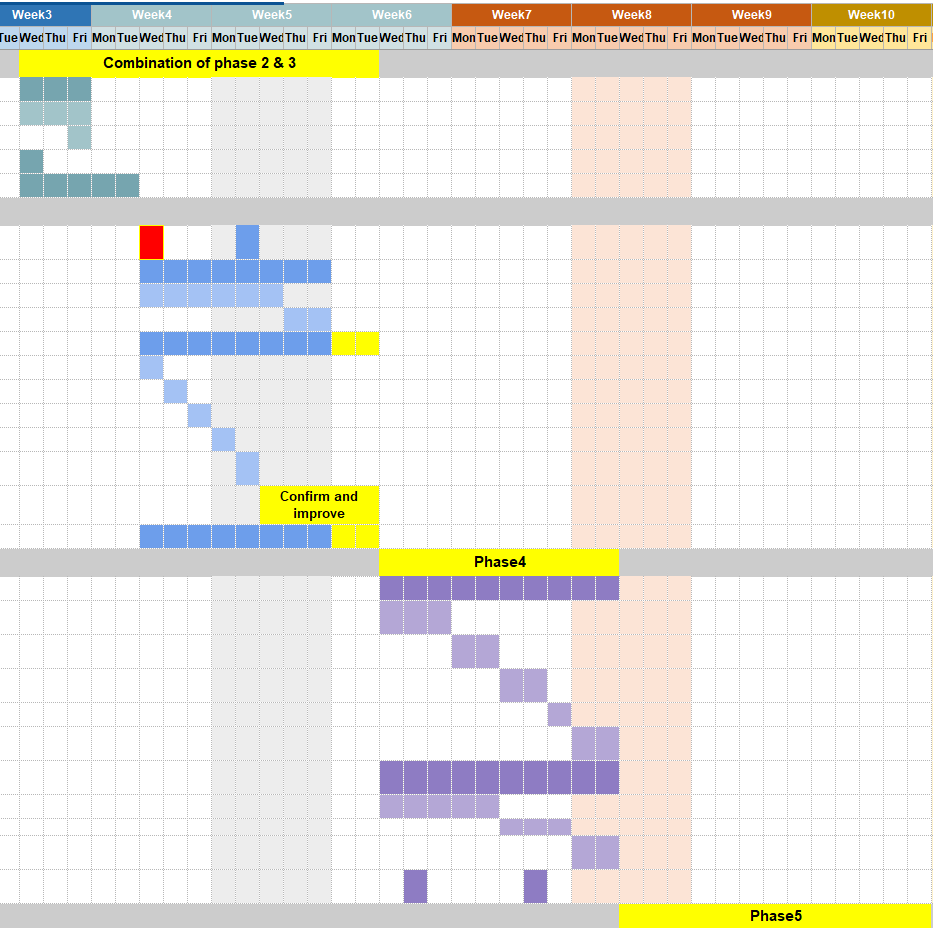 Week3 Week4 Week5 Week6 Week7 Week8 Week9 Week10
Tue Wed Thu Fri Mon Tue Wed Thu Fri Mon Tue Wed Thu Fri Mon Tue Wed Thu Fri Mon Tue Wed Thu Fri Mon Tue Wed Thu Fri Mon Tue Wed Thu Fri Mon Tue Wed Thu Fri
Combination of phase 2 & 3
Confirm and
improve
Phase4
Phase5